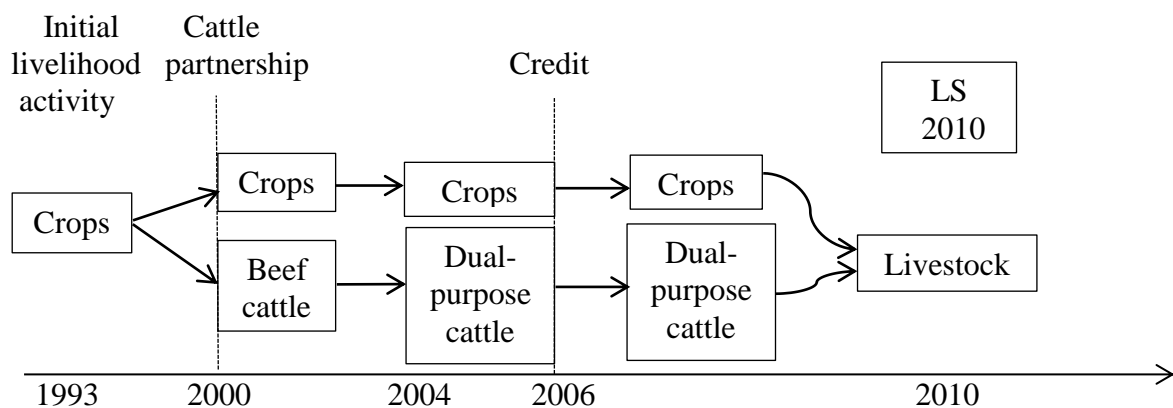 Initial
livelihood
activity
Cattle
partnership
Credit
LS
2010
Crops
Crops
Crops
Crops
Beef
cattle
Dual-
purpose
cattle
Dual-
purpose
cattle
Livestock
1993
2000
2004
2006
2010